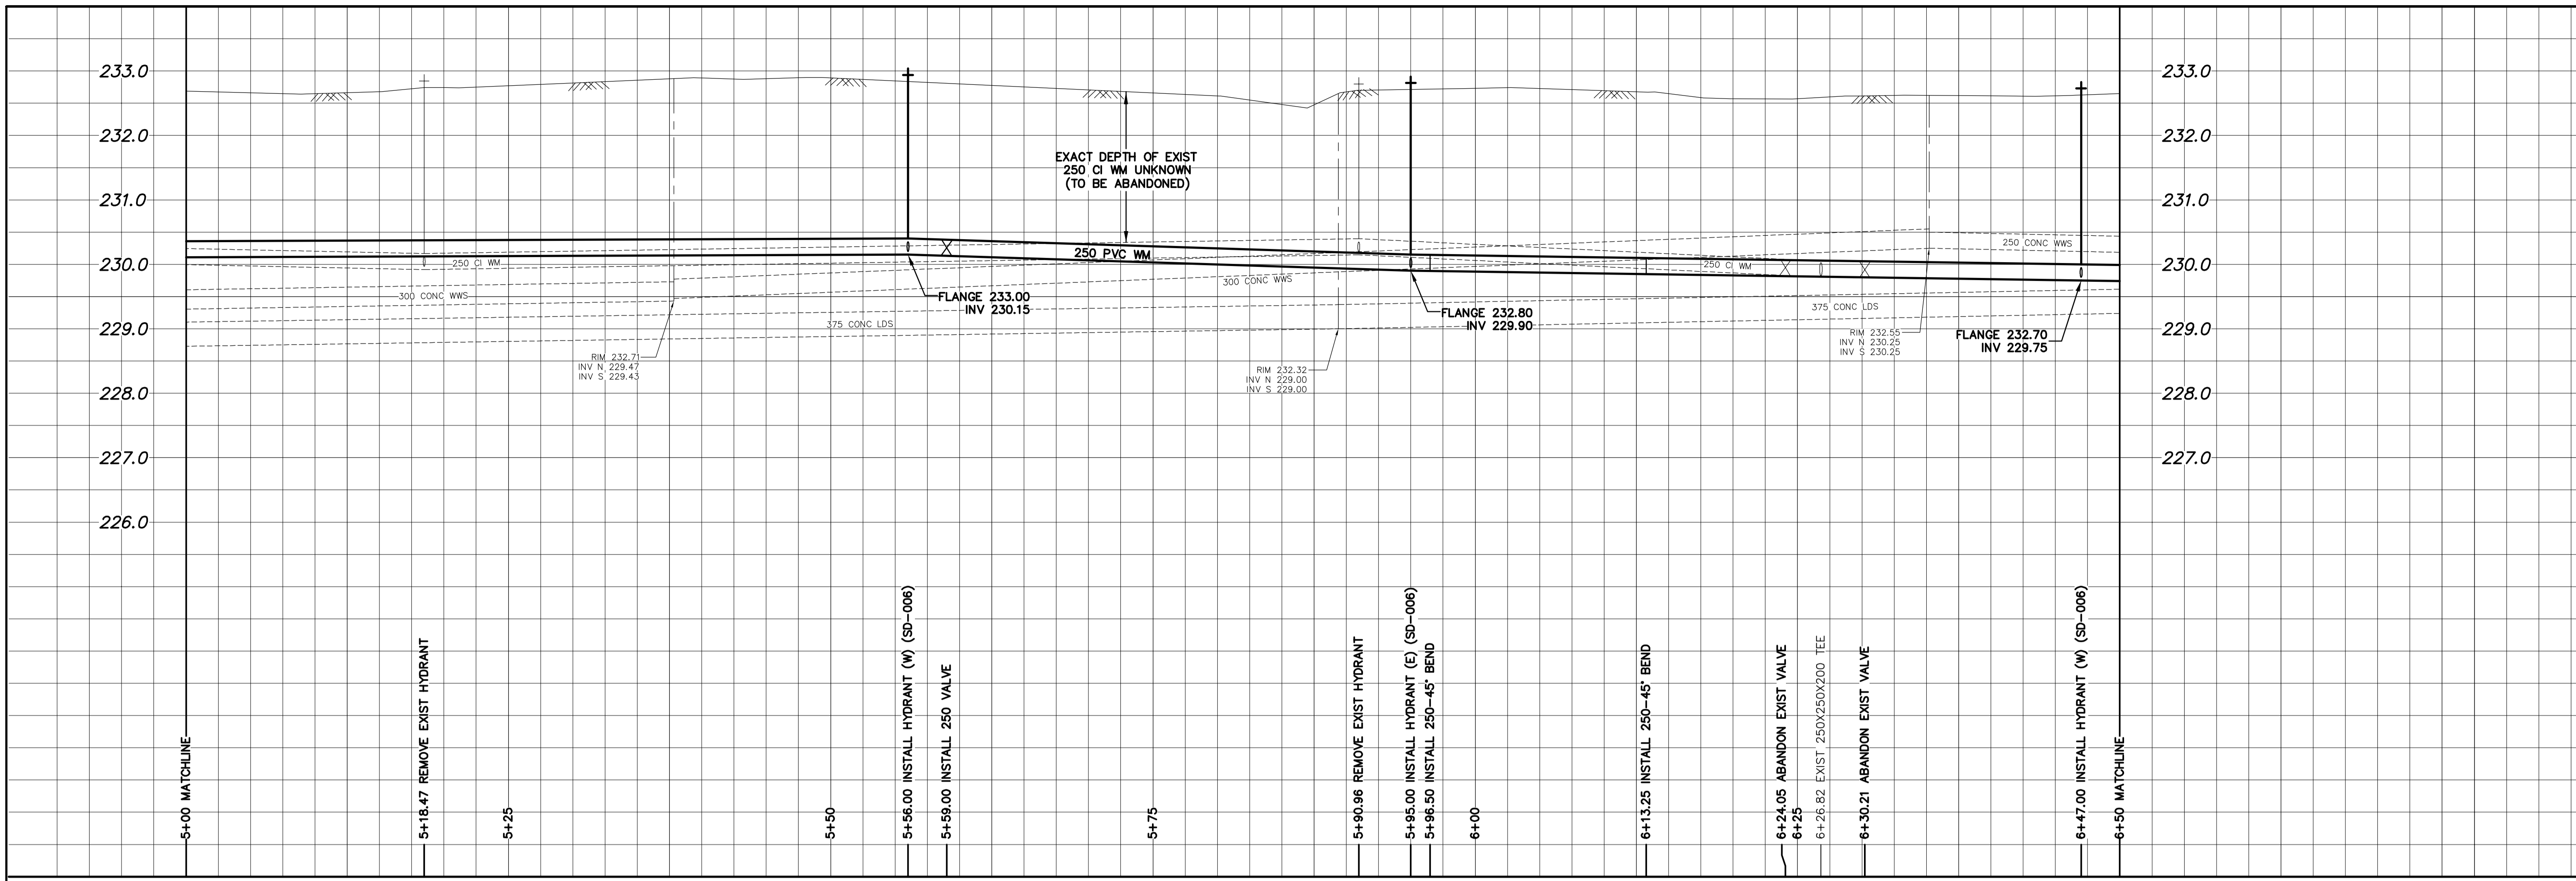 233.0
232.0
231.0
230.0
229.0
228.0
227.0
226.0
233.0
232.0
231.0
230.0
229.0
228.0
227.0
EXACT DEPTH OF EXIST
250 CI WM UNKNOWN
(TO BE ABANDONED)
250 CI WM
300 CONC WWS
250 PVC WM
300 CONC WWS
375 CONC LDS
250 CI WM
250 CONC WWS
375 CONC LDS
FLANGE 233.00
INV 230.15
FLANGE 232.80
INV 229.90
FLANGE 232.70
INV 229.75
RIM 232.71
INV N 229.47
INV S 229.43
RIM 232.32
INV N 229.00
INV S 229.00
RIM 232.55
INV N 230.25
INV S 230.25
5+00 MATCHLINE
5+18.47 REMOVE EXIST HYDRANT
5+25
5+50
5+56.00 INSTALL HYDRANT (W) (SD-006)
5+59.00 INSTALL 250 VALVE
5+75
5+90.96 REMOVE EXIST HYDRANT
5+95.00 INSTALL HYDRANT (E) (SD-006)
5+96.50 INSTALL 250-45° BEND
6+00
6+13.25 INSTALL 250-45° BEND
6+24.05 ABANDON EXIST VALVE
6+25
6+26.82 EXIST 250X250X200 TEE
6+30.21 ABANDON EXIST VALVE
6+47.00 INSTALL HYDRANT (W) (SD-006)
6+50 MATCHLINE